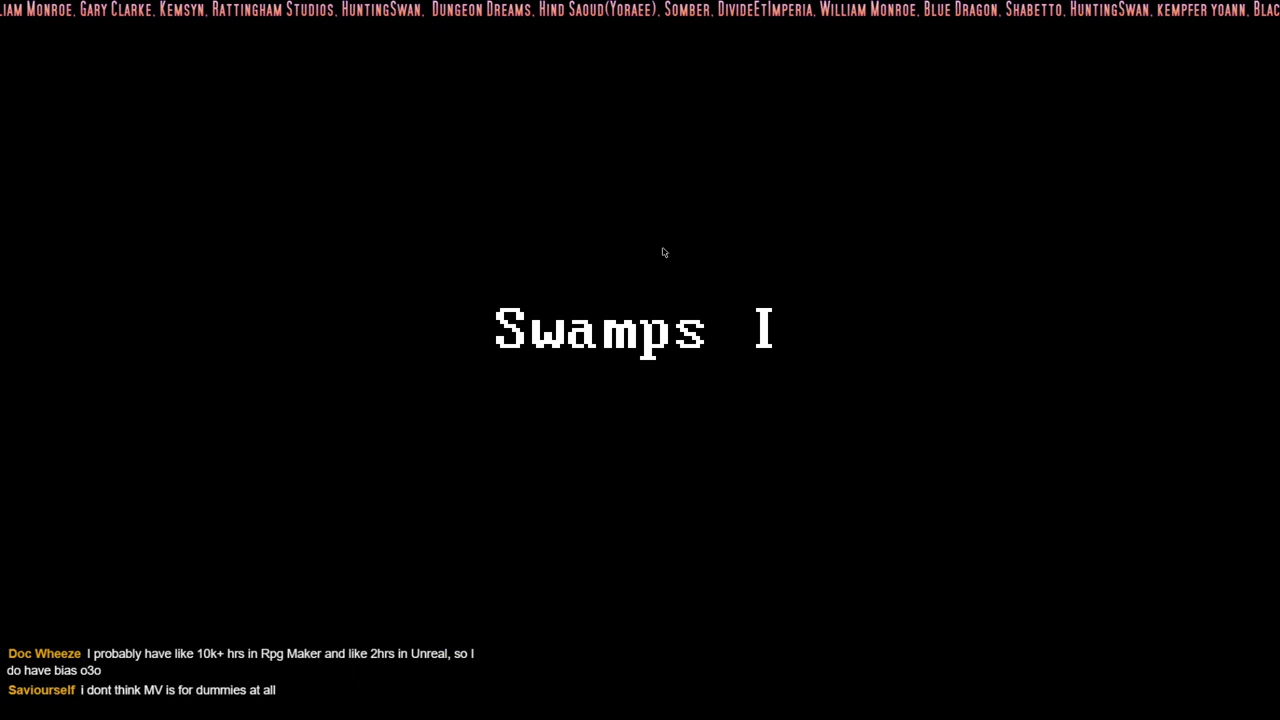 LIAM MONROE, GARY CLARKE, KEMSYN, RATTINGHAM STUDIOS, HUNTINGSWAN, DUNGEON DREAMS, HIND SAOUD(YORAEE), SOMBER, DIVIDEETIMPERIA, WILLIAM MONROE, BLUE DRAGON, SHABETTO, HUNTINGSWAN, KEMPFER YOANN, BLAC
Swamps I
Doc Wheeze I probably have like 10k+ hrs in Rpg Maker and like 2hrs in Unreal, so I
do have bias o3o
Saviourself i dont think MV is for dummies at all